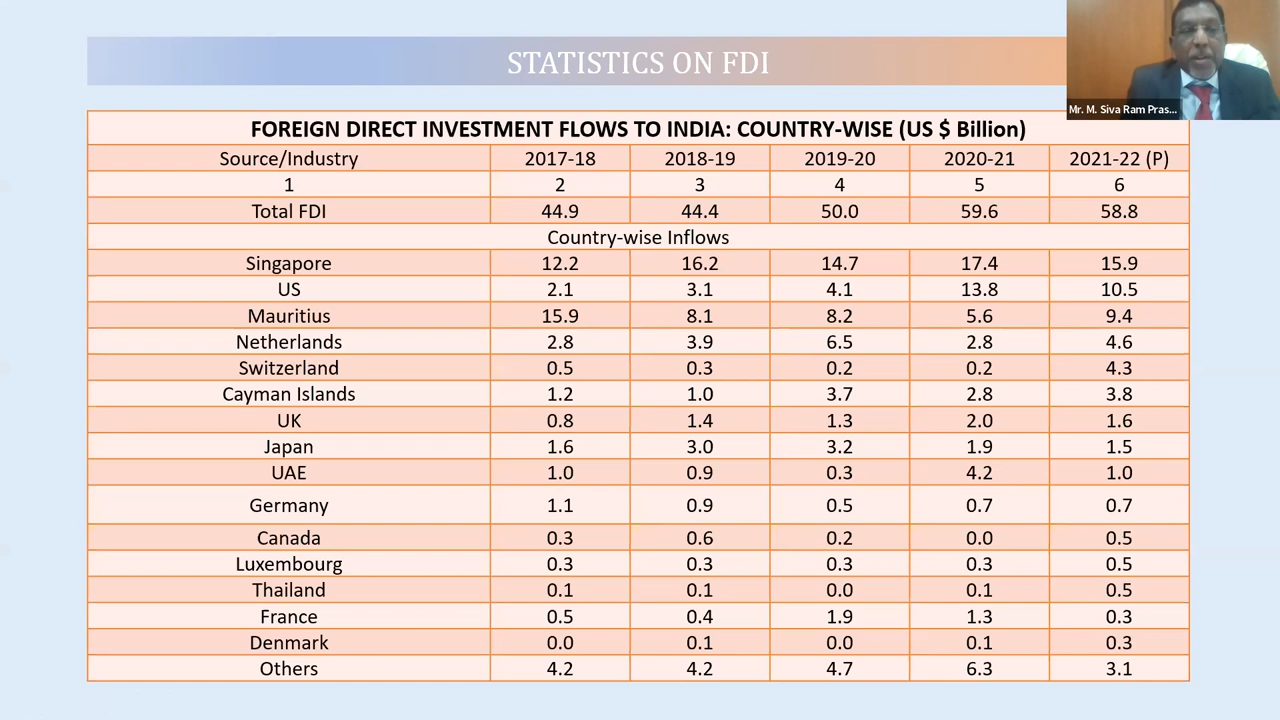 STATISTICS ON FDI
Mr. M. Siva Ram Pras...
FOREIGN DIRECT INVESTMENT FLOWS TO INDIA: COUNTRY-WISE (US $ Billion)
Source/Industry 2017-18 2018-19 2019-20 2020-21 2021-22 (P)
1 2 3 4 5 6
Total FDI 44.9 44.4 50.0 59.6 58.8
Country-wise Inflows
Singapore 12.2 16.2 14.7 17.4 15.9
US 2.1 3.1 4.1 13.8 10.5
Mauritius 15.9 8.1 8.2 5.6 9.4
Netherlands 2.8 3.9 6.5 2.8 4.6
Switzerland 0.5 0.3 0.2 0.2 4.3
Cayman Islands 1.2 1.0 3.7 2.8 3.8
UK 0.8 1.4 1.3 2.0 1.6
Japan 1.6 3.0 3.2 1.9 1.5
UAE 1.0 0.9 0.3 4.2 1.0
Germany 1.1 0.9 0.5 0.7 0.7
Canada 0.3 0.6 0.2 0.0 0.5
Luxembourg 0.3 0.3 0.3 0.3 0.5
Thailand 0.1 0.1 0.0 0.1 0.5
France 0.5 0.4 1.9 1.3 0.3
Denmark 0.0 0.1 0.0 0.1 0.3
Others 4.2 4.2 4.7 6.3 3.1